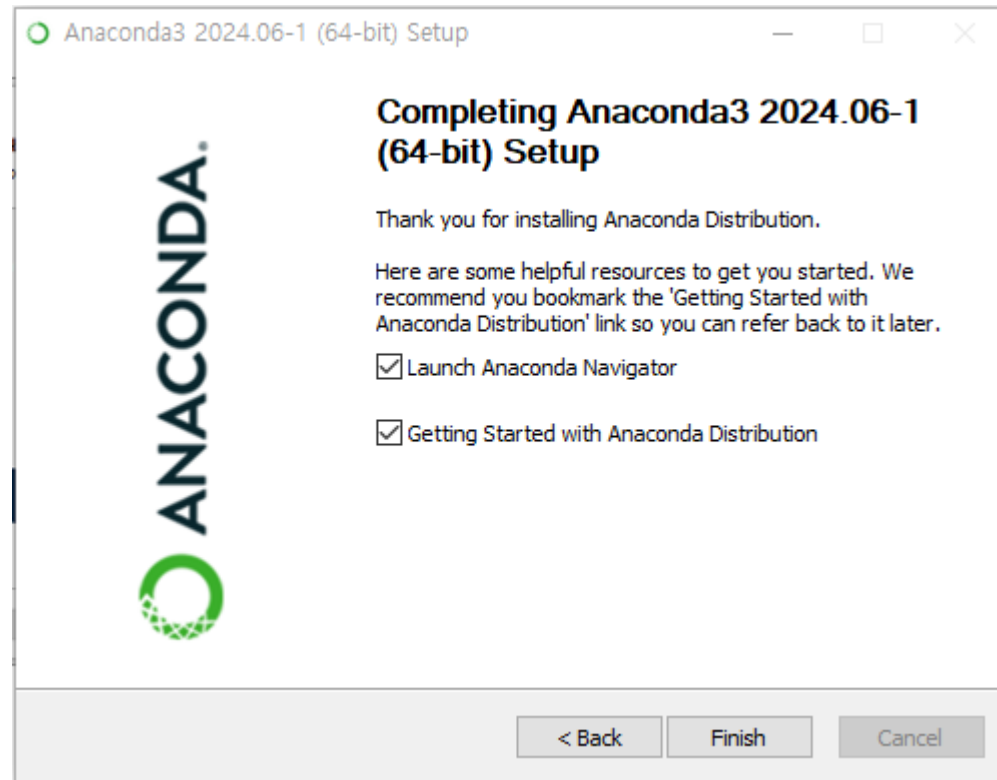 Anaconda3 2024.06-1 (64-bit) Setup
ANACONDA.
Completing Anaconda3 2024.06-1
(64-bit) Setup
Thank you for installing Anaconda Distribution.
Here are some helpful resources to get you started. We
recommend you bookmark the 'Getting Started with
Anaconda Distribution' link so you can refer back to it later.
Launch Anaconda Navigator
Getting Started with Anaconda Distribution
< Back
Finish
Cancel